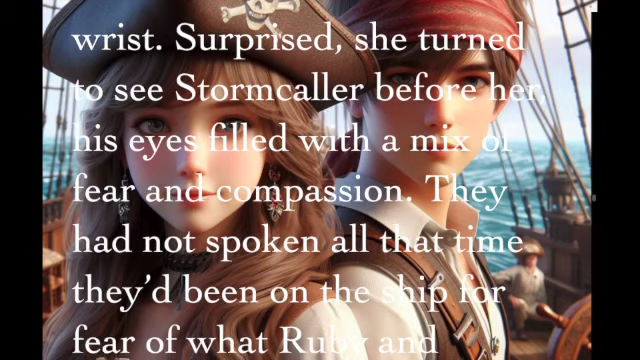 wrist. Surprised, she turned
to see Stormcaller before her,
his eyes filled with a mix of
fear and compassion. They
had not spoken all that time
they’d been on the ship for
fear of what Ruby and